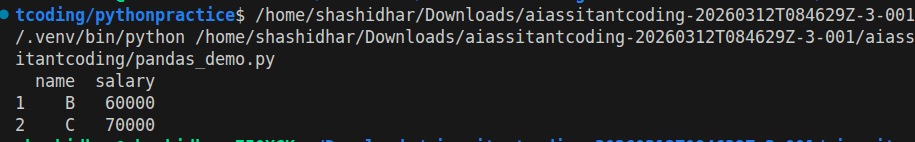 tcoding/pythonpractice$ /home/shashidhar/Downloads/aiassitantcoding-20260312T084629Z-3-001
/.venv/bin/python /home/shashidhar/Downloads/aiassitantcoding-20260312T084629Z-3-001/aiass
itantcoding/pandas_demo.py
  name  salary
1    B   60000
2    C   70000